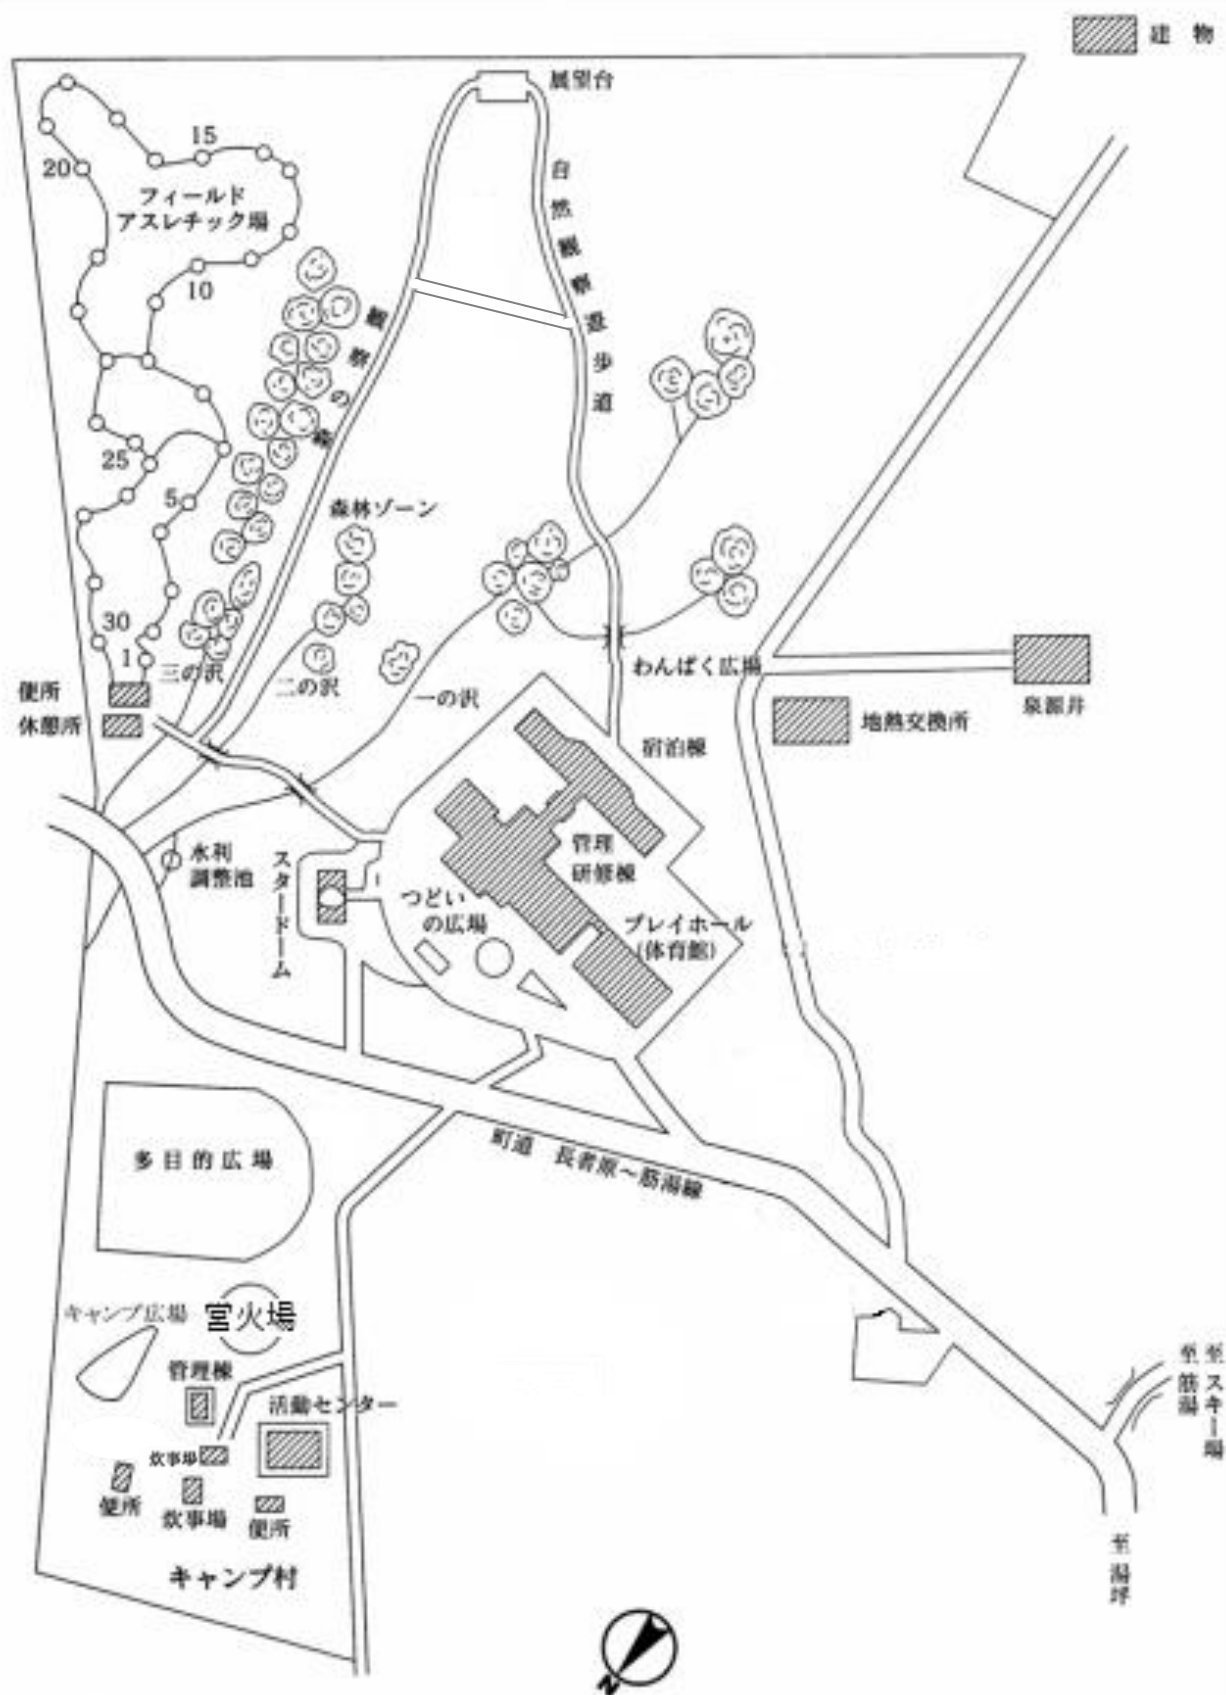 建物
展望台
15
20
フィールド
アスレチック場
10
自然観察遊歩道
観察の森
25
5
森林ゾーン
30
1
三の沢
二の沢
一の沢
わんぱく広場
便所
休憩所
泉源井
地熱交換所
宿泊棟
水利
調整池
スタードーム
管理
研修棟
つどい
の広場
プレイホール
(体育館)
町道 長者原～筋湯線
多目的広場
キャンプ広場
営火場
管理棟
活動センター
炊事場
便所
炊事場
便所
キャンプ村
至スキー場
至筋湯
至湯坪
N